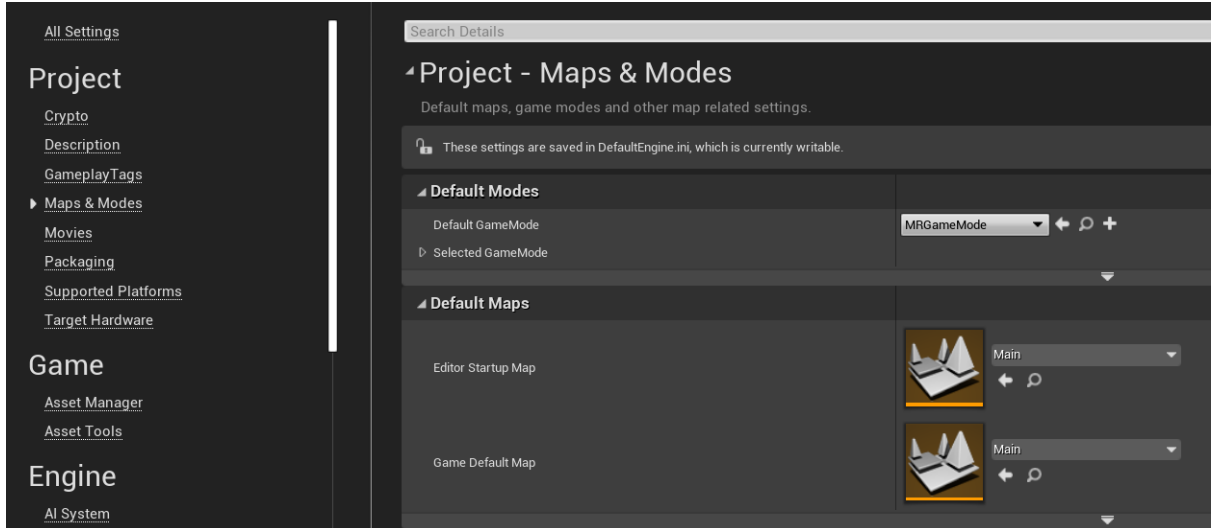 All Settings
Project
Crypto
Description
GameplayTags
Maps & Modes
Movies
Packaging
Supported Platforms
Target Hardware
Game
Asset Manager
Asset Tools
Engine
AI System
Search Details
Project - Maps & Modes
Default maps, game modes and other map related settings.
These settings are saved in DefaultEngine.ini, which is currently writable.
Default Modes
Default GameMode
MRGameMode
Selected GameMode
Default Maps
Editor Startup Map
Main
Game Default Map
Main